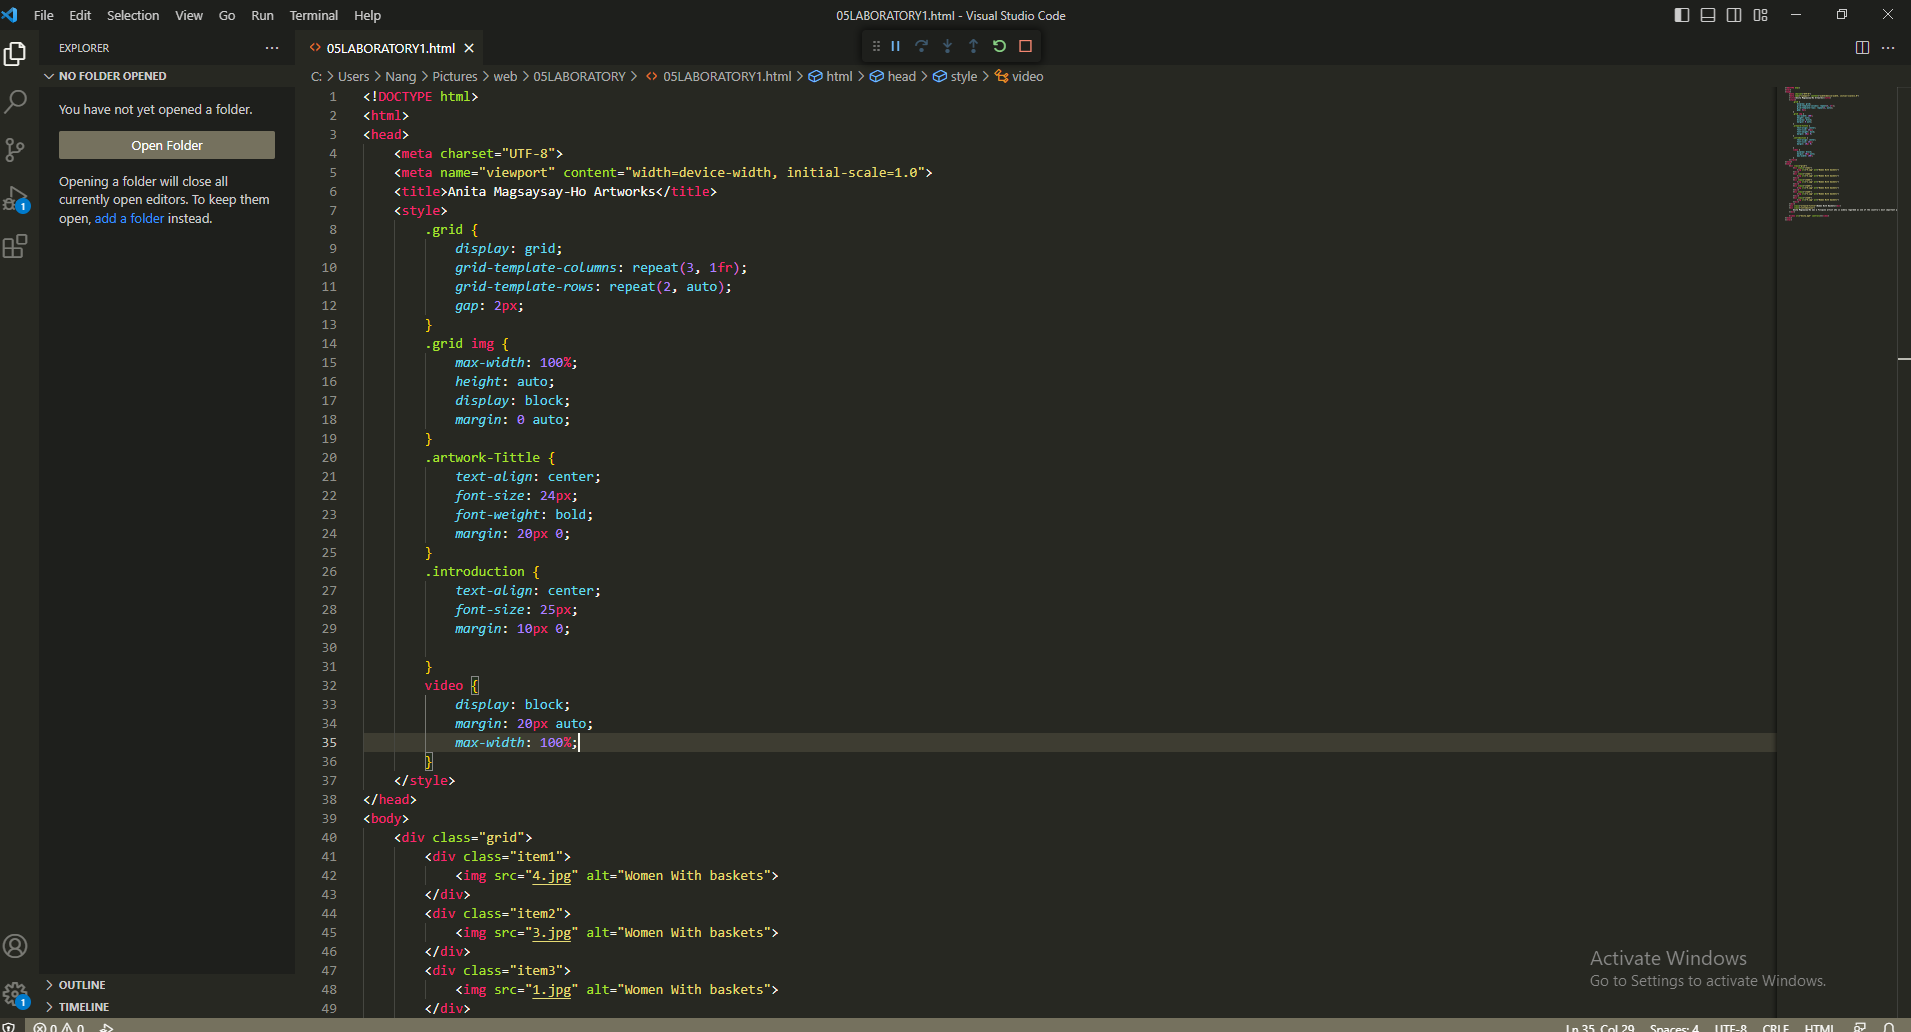 File Edit Selection View Go Run Terminal Help
05LABORATORY1.html - Visual Studio Code
EXPLORER
NO FOLDER OPENED
You have not yet opened a folder.
Open Folder
Opening a folder will close all
currently open editors. To keep them
open, add a folder instead.
1
1
OUTLINE
TIMELINE
05LABORATORY1.html
C: > Users > Nang > Pictures > web > 05LABORATORY > 05LABORATORY1.html > html > head > style > video
1 <!DOCTYPE html>
2 <html>
3 <head>
4 <meta charset="UTF-8">
5 <meta name="viewport" content="width=device-width, initial-scale=1.0">
6 <title>Anita Magsaysay-Ho Artworks</title>
7 <style>
8 .grid {
9 display: grid;
10 grid-template-columns: repeat(3, 1fr);
11 grid-template-rows: repeat(2, auto);
12 gap: 2px;
13 }
14 .grid img {
15 max-width: 100%;
16 height: auto;
17 display: block;
18 margin: 0 auto;
19 }
20 .artwork-Tittle {
21 text-align: center;
22 font-size: 24px;
23 font-weight: bold;
24 margin: 20px 0;
25 }
26 .introduction {
27 text-align: center;
28 font-size: 25px;
29 margin: 10px 0;
30
31 }
32 video {
33 display: block;
34 margin: 20px auto;
35 max-width: 100%;
36 }
37 </style>
38 </head>
39 <body>
40 <div class="grid">
41 <div class="item1">
42 <img src="4.jpg" alt="Women With baskets">
43 </div>
44 <div class="item2">
45 <img src="3.jpg" alt="Women With baskets">
46 </div>
47 <div class="item3">
48 <img src="1.jpg" alt="Women With baskets">
49 </div>
Activate Windows
Go to Settings to activate Windows.
0 0
Ln 35, Col 29 Spaces: 4 UTF-8 CRLF HTML